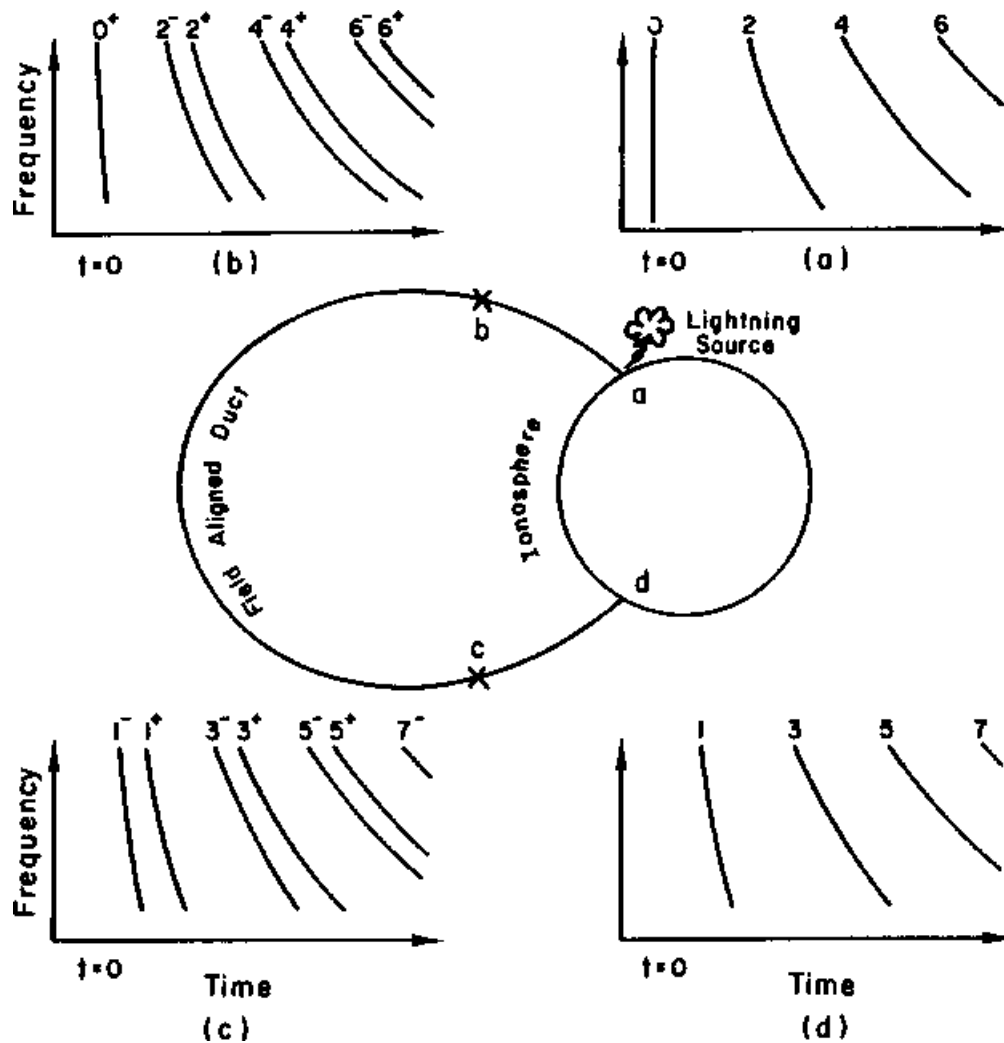 0+ 2- 2+ 4- 4+ 6- 6+
Frequency
t=0
(b)
0 2 4 6
t=0
(a)
b
Lightning
Source
a
Field Aligned Duct
Ionosphere
d
c
1- 1+ 3- 3+ 5- 5+ 7-
Frequency
t=0
Time
(c)
1 3 5 7
t=0
Time
(d)